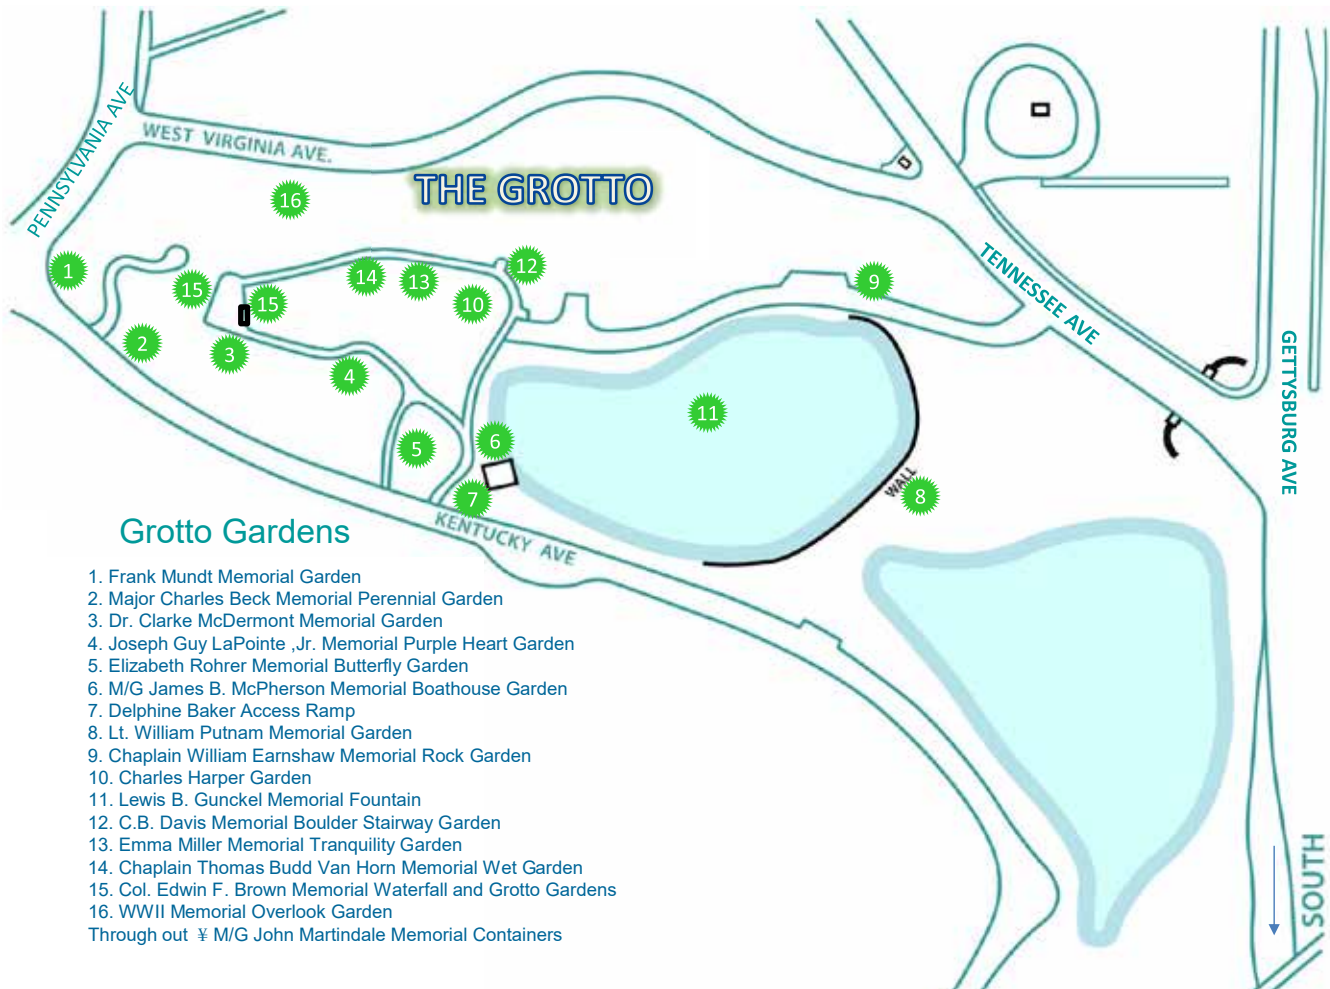 PENNSYLVANIA AVE
WEST VIRGINIA AVE.
THE GROTTO
16
1
15
15
14
13
12
10
9
TENNESSEE AVE
2
3
4
5
6
7
11
WALL
8
GETTYSBURG AVE
KENTUCKY AVE
SOUTH
Grotto Gardens
1. Frank Mundt Memorial Garden
2. Major Charles Beck Memorial Perennial Garden
3. Dr. Clarke McDermont Memorial Garden
4. Joseph Guy LaPointe ,Jr. Memorial Purple Heart Garden
5. Elizabeth Rohrer Memorial Butterfly Garden
6. M/G James B. McPherson Memorial Boathouse Garden
7. Delphine Baker Access Ramp
8. Lt. William Putnam Memorial Garden
9. Chaplain William Earnshaw Memorial Rock Garden
10. Charles Harper Garden
11. Lewis B. Gunckel Memorial Fountain
12. C.B. Davis Memorial Boulder Stairway Garden
13. Emma Miller Memorial Tranquility Garden
14. Chaplain Thomas Budd Van Horn Memorial Wet Garden
15. Col. Edwin F. Brown Memorial Waterfall and Grotto Gardens
16. WWII Memorial Overlook Garden
Through out ¥ M/G John Martindale Memorial Containers